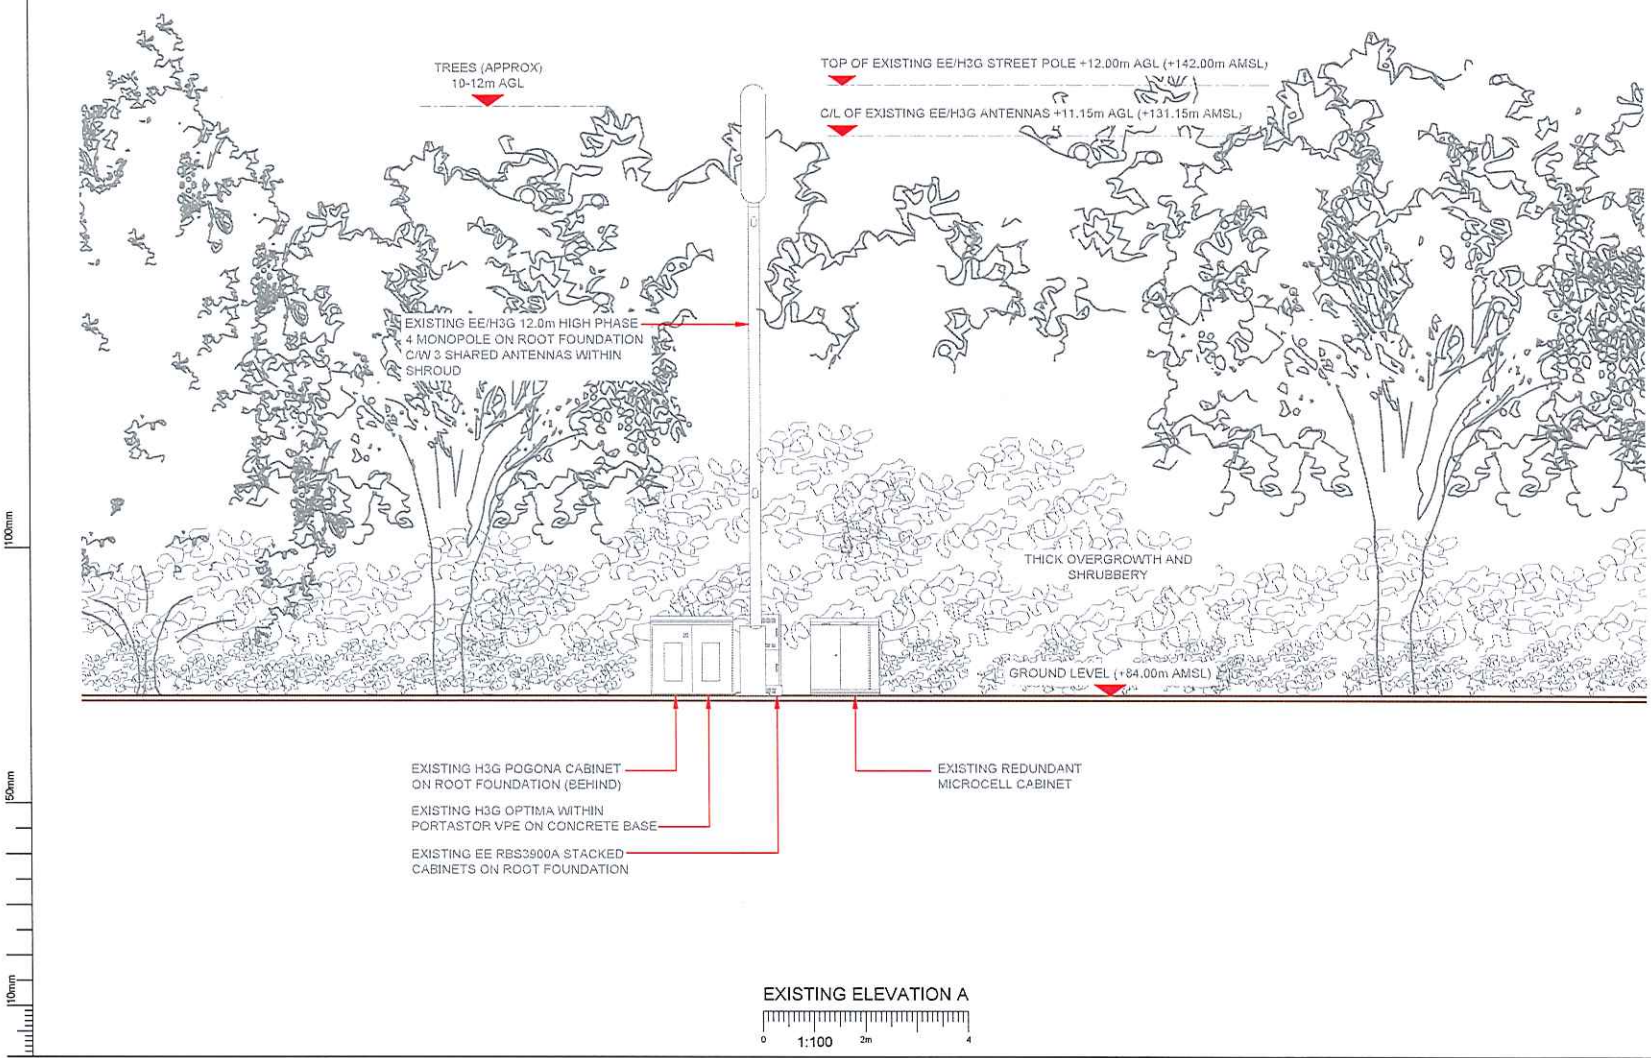 TREES (APPROX)
10-12m AGL
TOP OF EXISTING EE/H3G STREET POLE +12.00m AGL (+142.00m AMSL)
C/L OF EXISTING EE/H3G ANTENNAS +11.15m AGL (+131.15m AMSL)
EXISTING EE/H3G 12.0m HIGH PHASE
4 MONOPOLE ON ROOT FOUNDATION
C/W 3 SHARED ANTENNAS WITHIN
SHROUD
100mm
THICK OVERGROWTH AND
SHRUBBERY
GROUND LEVEL (+84.00m AMSL)
EXISTING H3G POGONA CABINET
ON ROOT FOUNDATION (BEHIND)
EXISTING H3G OPTIMA WITHIN
PORTASTOR VPE ON CONCRETE BASE
EXISTING EE RBS3900A STACKED
CABINETS ON ROOT FOUNDATION
EXISTING REDUNDANT
MICROCELL CABINET
50mm
10mm
EXISTING ELEVATION A
0 1:100 2m 4